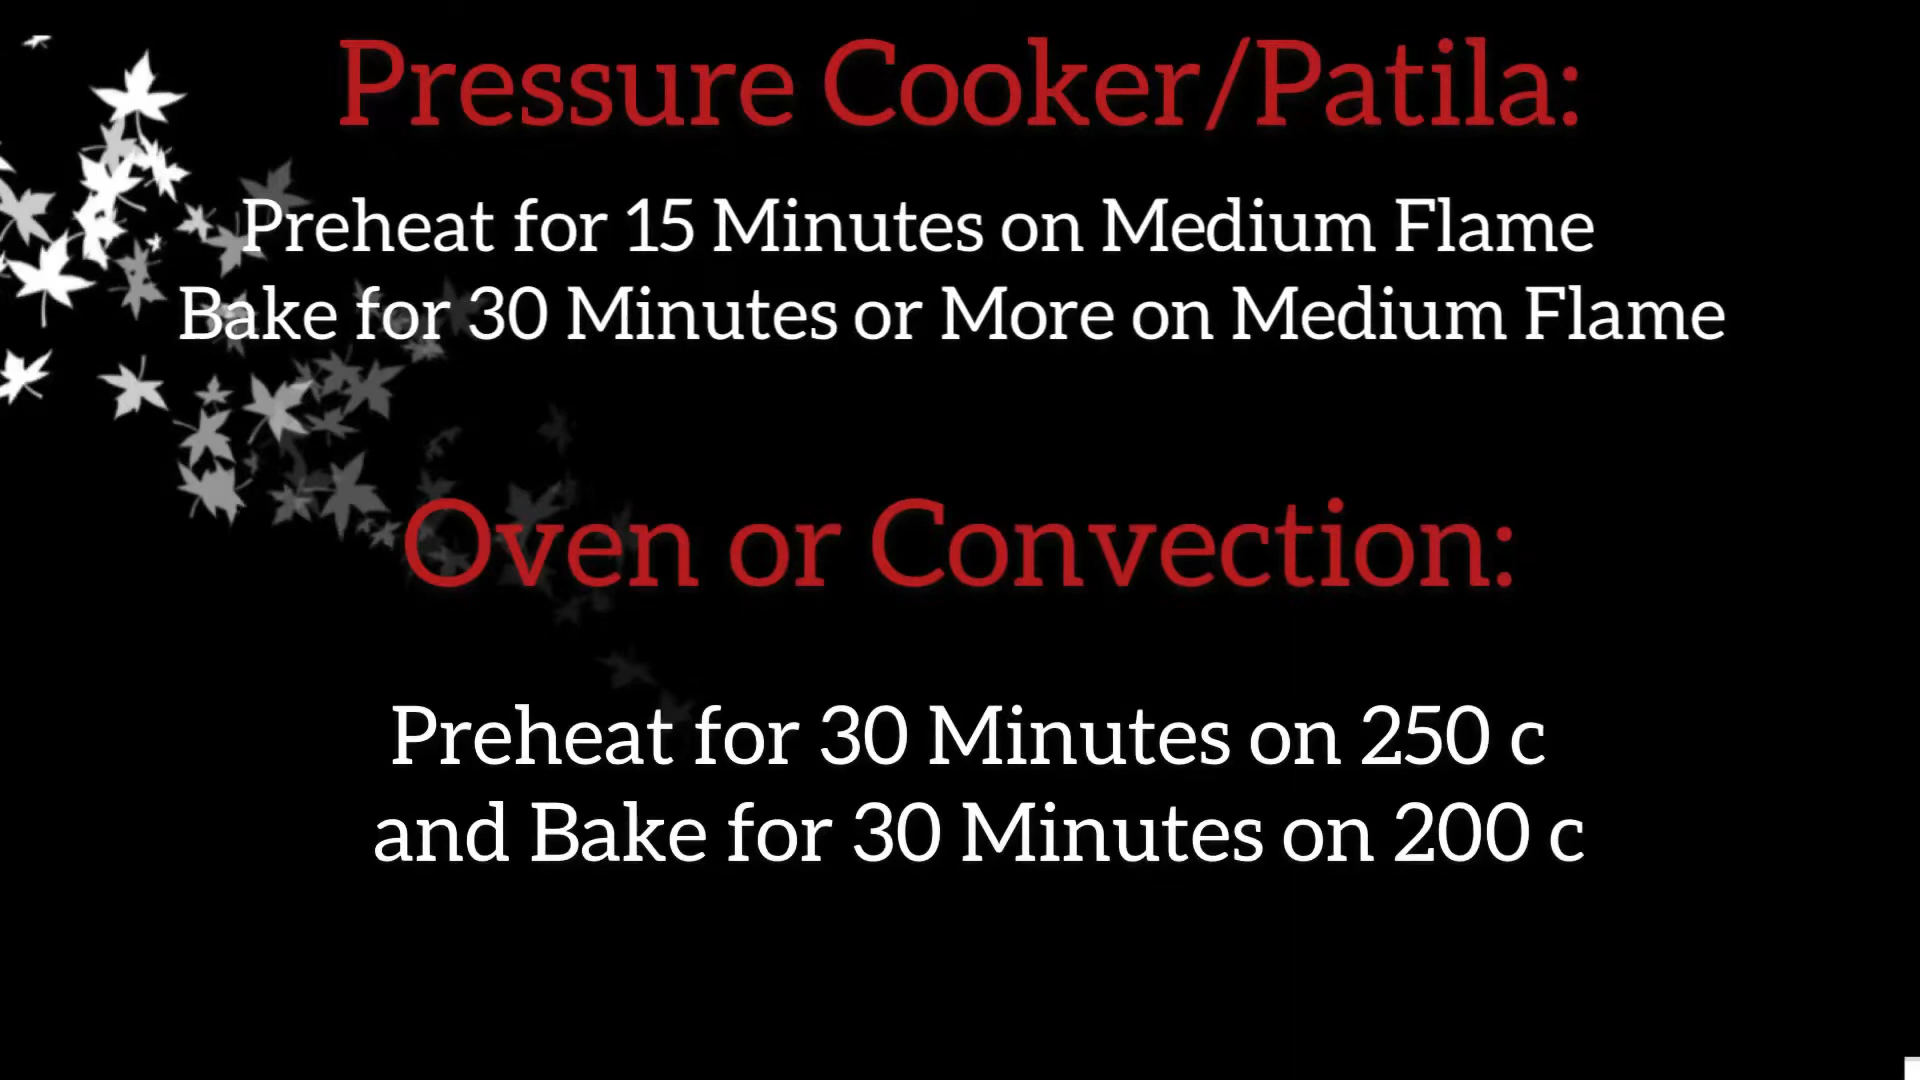 Pressure Cooker/Patila:
Preheat for 15 Minutes on Medium Flame
Bake for 30 Minutes or More on Medium Flame
Oven or Convection:
Preheat for 30 Minutes on 250 c
and Bake for 30 Minutes on 200 c